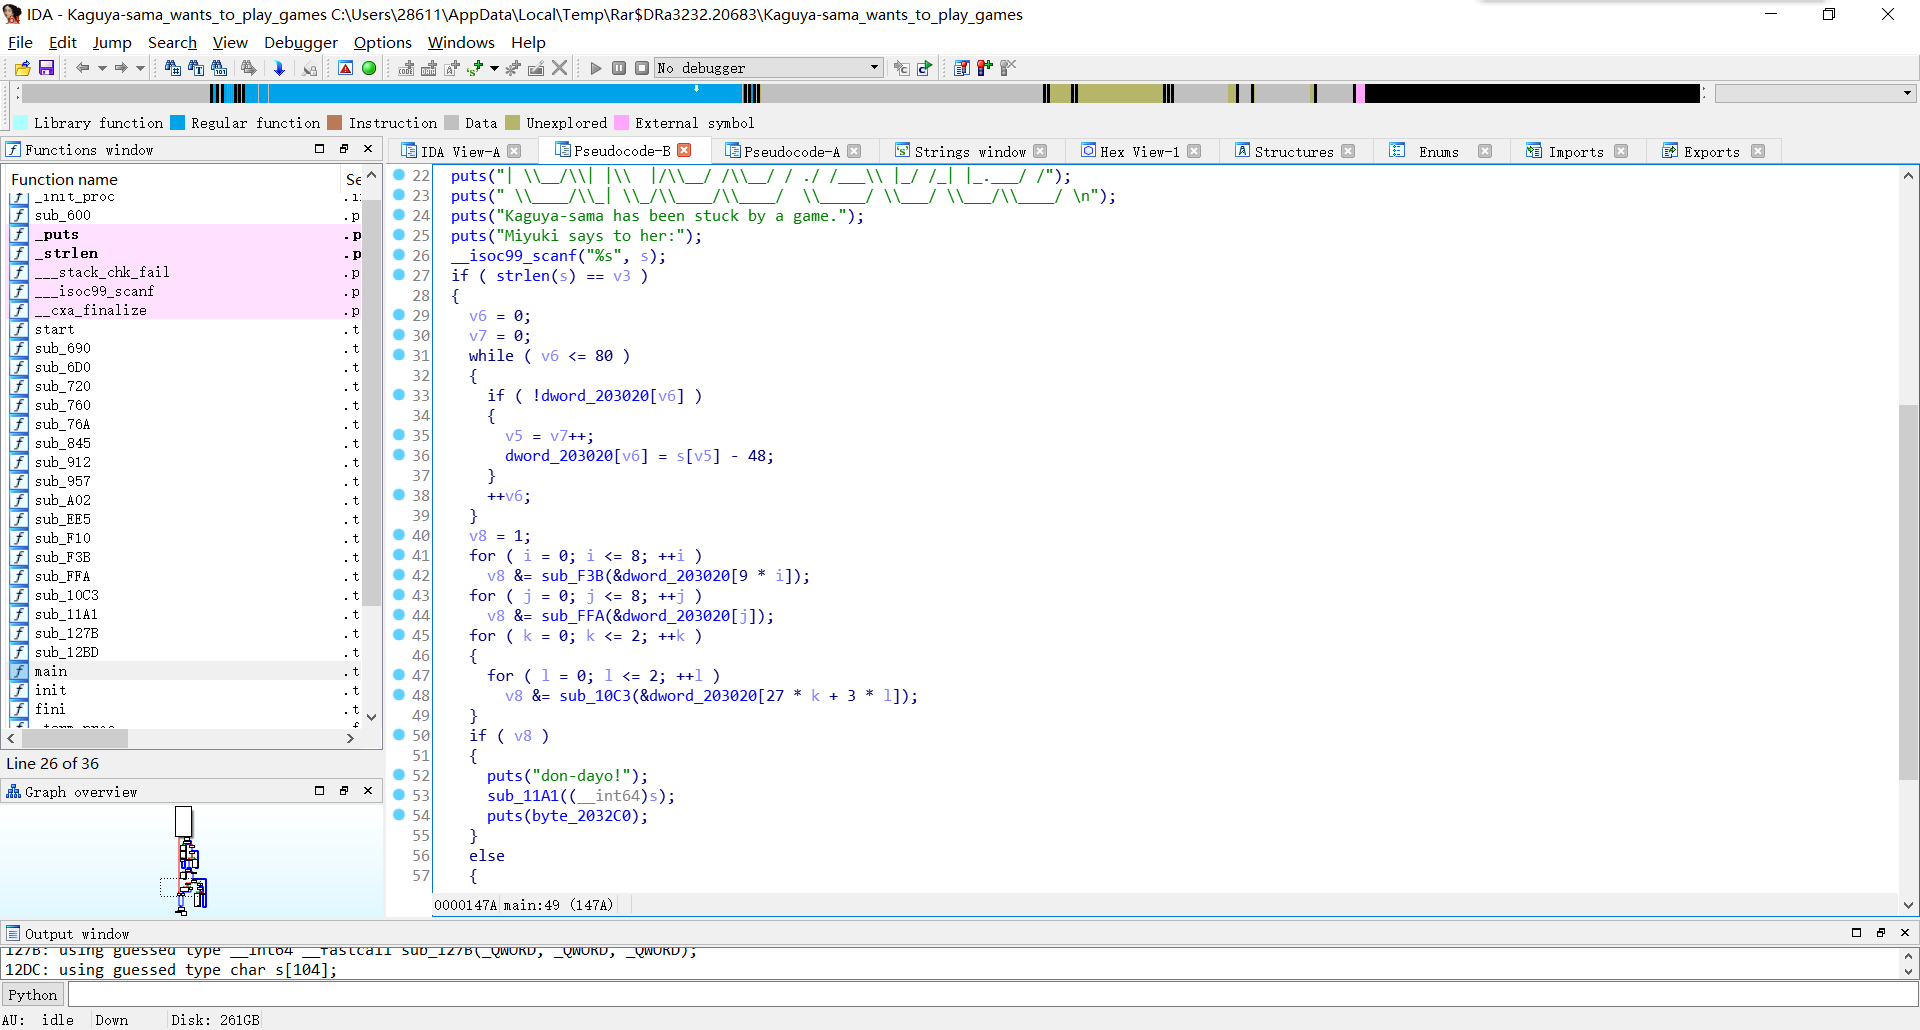 IDA - Kaguya-sama_wants_to_play_games C:\Users\28611\AppData\Local\Temp\Rar$DRa3232.20683\Kaguya-sama_wants_to_play_games
File Edit Jump Search View Debugger Options Windows Help
No debugger
Library function Regular function Instruction Data Unexplored External symbol
Functions window
IDA View-A Pseudocode-B Pseudocode-A Strings window Hex View-1 Structures Enums Imports Exports
Function name Se
_init_proc
sub_600 .p
_puts .p
_strlen .p
___stack_chk_fail .p
___isoc99_scanf .p
__cxa_finalize .p
start .t
sub_690 .t
sub_6D0 .t
sub_720 .t
sub_760 .t
sub_76A .t
sub_845 .t
sub_912 .t
sub_957 .t
sub_A02 .t
sub_EE5 .t
sub_F10 .t
sub_F3B .t
sub_FFA .t
sub_10C3 .t
sub_11A1 .t
sub_127B .t
sub_12BD .t
main .t
init .t
fini .t
Line 26 of 36
Graph overview
22 puts("| \\__/\\| |\\  |/\\__/ /\\__/ / ./ /___\\ |_/ /_| |_.___/ /");
23 puts(" \\____/\\_| \\_/\\____/\\____/  \\_____/ \\___/ \\___/\\____/ \n");
24 puts("Kaguya-sama has been stuck by a game.");
25 puts("Miyuki says to her:");
26 __isoc99_scanf("%s", s);
27 if ( strlen(s) == v3 )
28 {
29 v6 = 0;
30 v7 = 0;
31 while ( v6 <= 80 )
32 {
33 if ( !dword_203020[v6] )
34 {
35 v5 = v7++;
36 dword_203020[v6] = s[v5] - 48;
37 }
38 ++v6;
39 }
40 v8 = 1;
41 for ( i = 0; i <= 8; ++i )
42 v8 &= sub_F3B(&dword_203020[9 * i]);
43 for ( j = 0; j <= 8; ++j )
44 v8 &= sub_FFA(&dword_203020[j]);
45 for ( k = 0; k <= 2; ++k )
46 {
47 for ( l = 0; l <= 2; ++l )
48 v8 &= sub_10C3(&dword_203020[27 * k + 3 * l]);
49 }
50 if ( v8 )
51 {
52 puts("don-dayo!");
53 sub_11A1((__int64)s);
54 puts(byte_2032C0);
55 }
56 else
57 {
0000147A main:49 (147A)
Output window
127B: using guessed type __int64 __fastcall sub_127B(_QWORD, _QWORD, _QWORD);
12DC: using guessed type char s[104];
Python
AU: idle Down Disk: 261GB